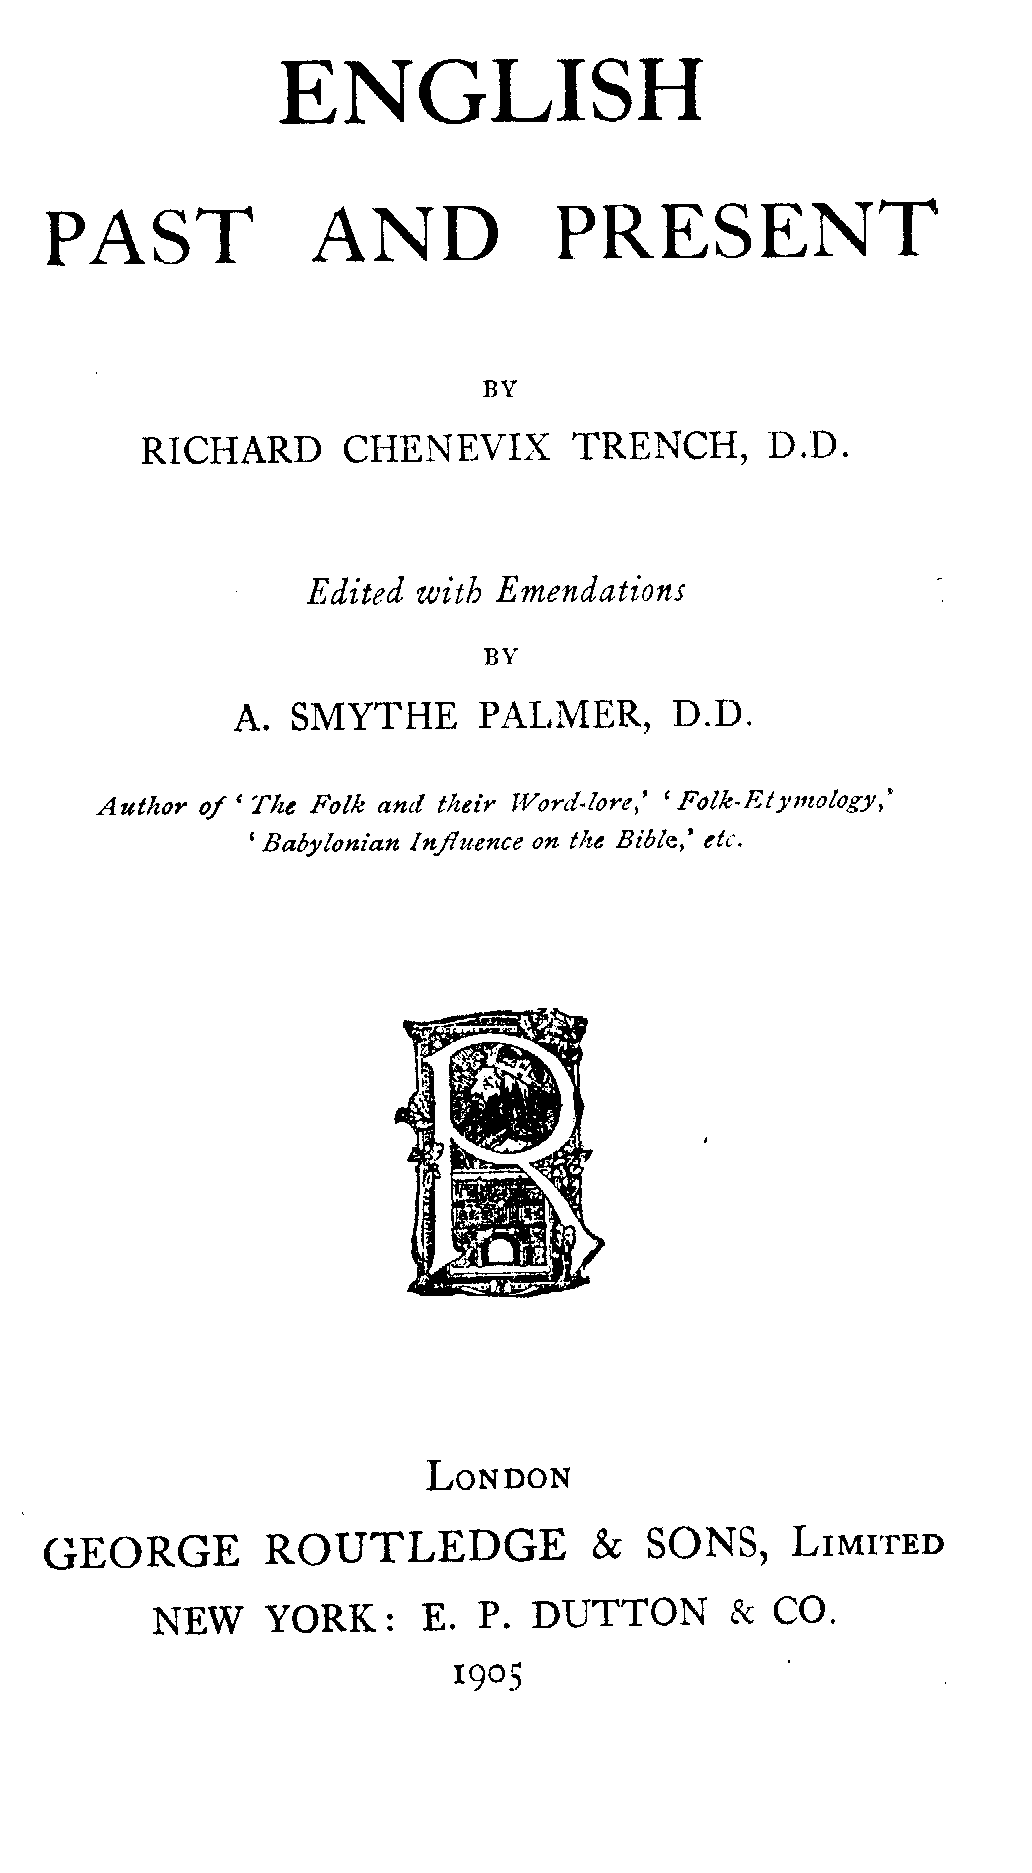 ENGLISH
PAST AND PRESENT
BY
RICHARD CHENEVIX TRENCH, D.D.
Edited with Emendations
BY
A. SMYTHE PALMER, D.D.
Author of ‘The Folk and their Word-lore,’ ‘Folk-Etymology,’
‘Babylonian Influence on the Bible,’ etc.
R
LONDON
GEORGE ROUTLEDGE & SONS, LIMITED
NEW YORK: E. P. DUTTON & CO.
1905